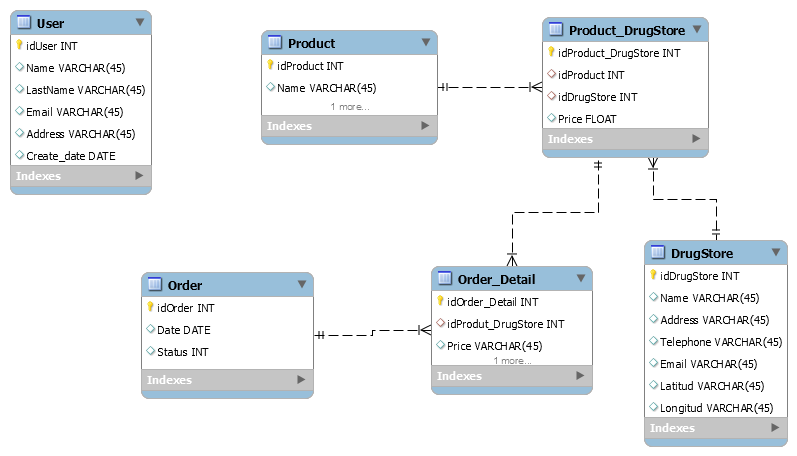 User
idUser INT
Name VARCHAR(45)
LastName VARCHAR(45)
Email VARCHAR(45)
Address VARCHAR(45)
Create_date DATE
Indexes
Product
idProduct INT
Name VARCHAR(45)
1 more...
Indexes
Product_DrugStore
idProduct_DrugStore INT
idProduct INT
idDrugStore INT
Price FLOAT
Indexes
Order
idOrder INT
Date DATE
Status INT
Indexes
Order_Detail
idOrder_Detail INT
idProdut_DrugStore INT
Price VARCHAR(45)
1 more...
Indexes
DrugStore
idDrugStore INT
Name VARCHAR(45)
Address VARCHAR(45)
Telephone VARCHAR(45)
Email VARCHAR(45)
Latitud VARCHAR(45)
Longitud VARCHAR(45)
Indexes